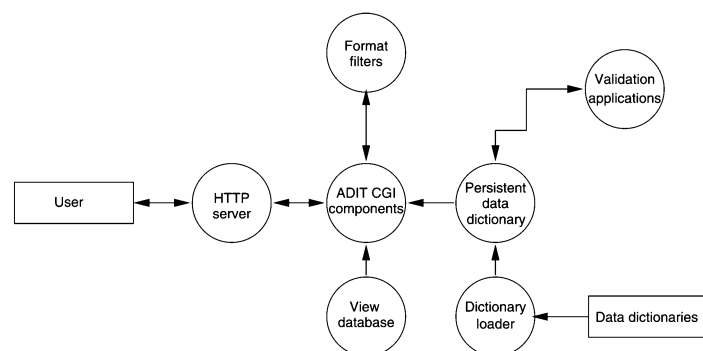 Format
filters
Validation
applications
User
HTTP
server
ADIT CGI
components
Persistent
data
dictionary
View
database
Dictionary
loader
Data dictionaries